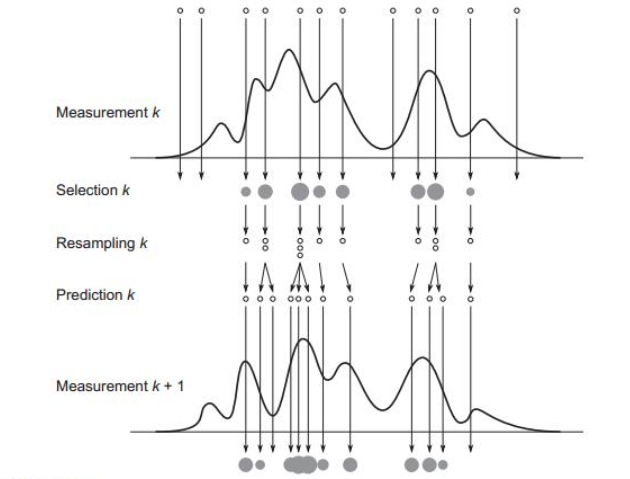 Measurement k
Selection k
Resampling k
Prediction k
Measurement k + 1